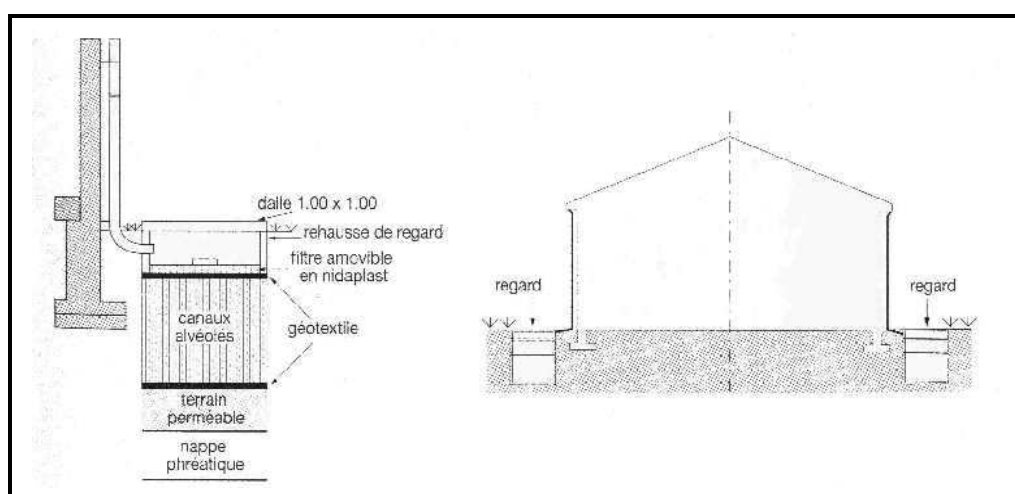 dalle 1.00 x 1.00
rehausse de regard
filtre amovible
en nidaplast
canaux
alvéolés
géotextile
terrain
perméable
nappe
phréatique
regard
regard